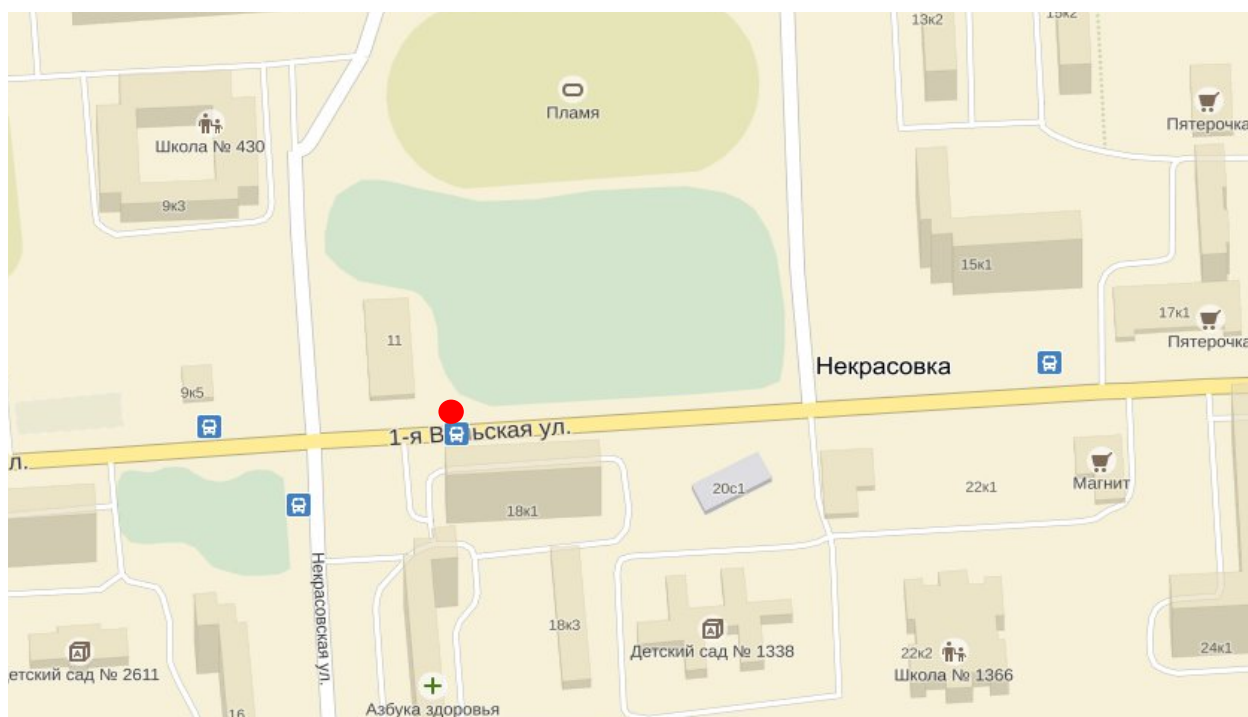 13к2
15к2
Пламя
Пятерочка
Школа № 430
9к3
15к1
17к1
Пятерочка
11
Некрасовка
9к5
1-я В льская ул.
л.
Магнит
20с1
22к1
18к1
Некрасовская ул.
18к3
Детский сад № 1338
22к2
Школа № 1366
24к1
етский сад № 2611
Азбука здоровья
16